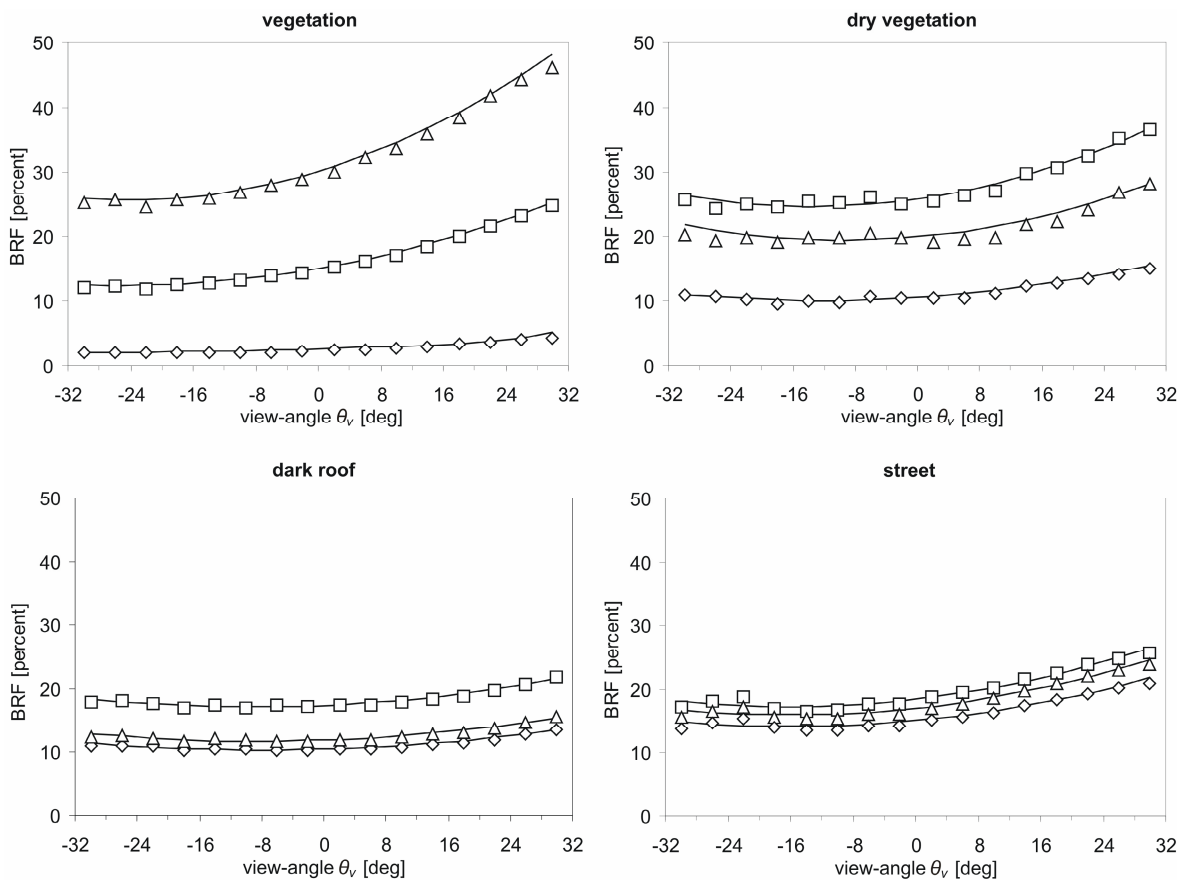 vegetation
50
40
30
20
10
0
BRF [percent]
-32 -24 -16 -8 0 8 16 24 32
view-angle θv [deg]
dry vegetation
50
40
30
20
10
0
BRF [percent]
-32 -24 -16 -8 0 8 16 24 32
view-angle θv [deg]
dark roof
50
40
30
20
10
0
BRF [percent]
-32 -24 -16 -8 0 8 16 24 32
view-angle θv [deg]
street
50
40
30
20
10
0
BRF [percent]
-32 -24 -16 -8 0 8 16 24 32
view-angle θv [deg]